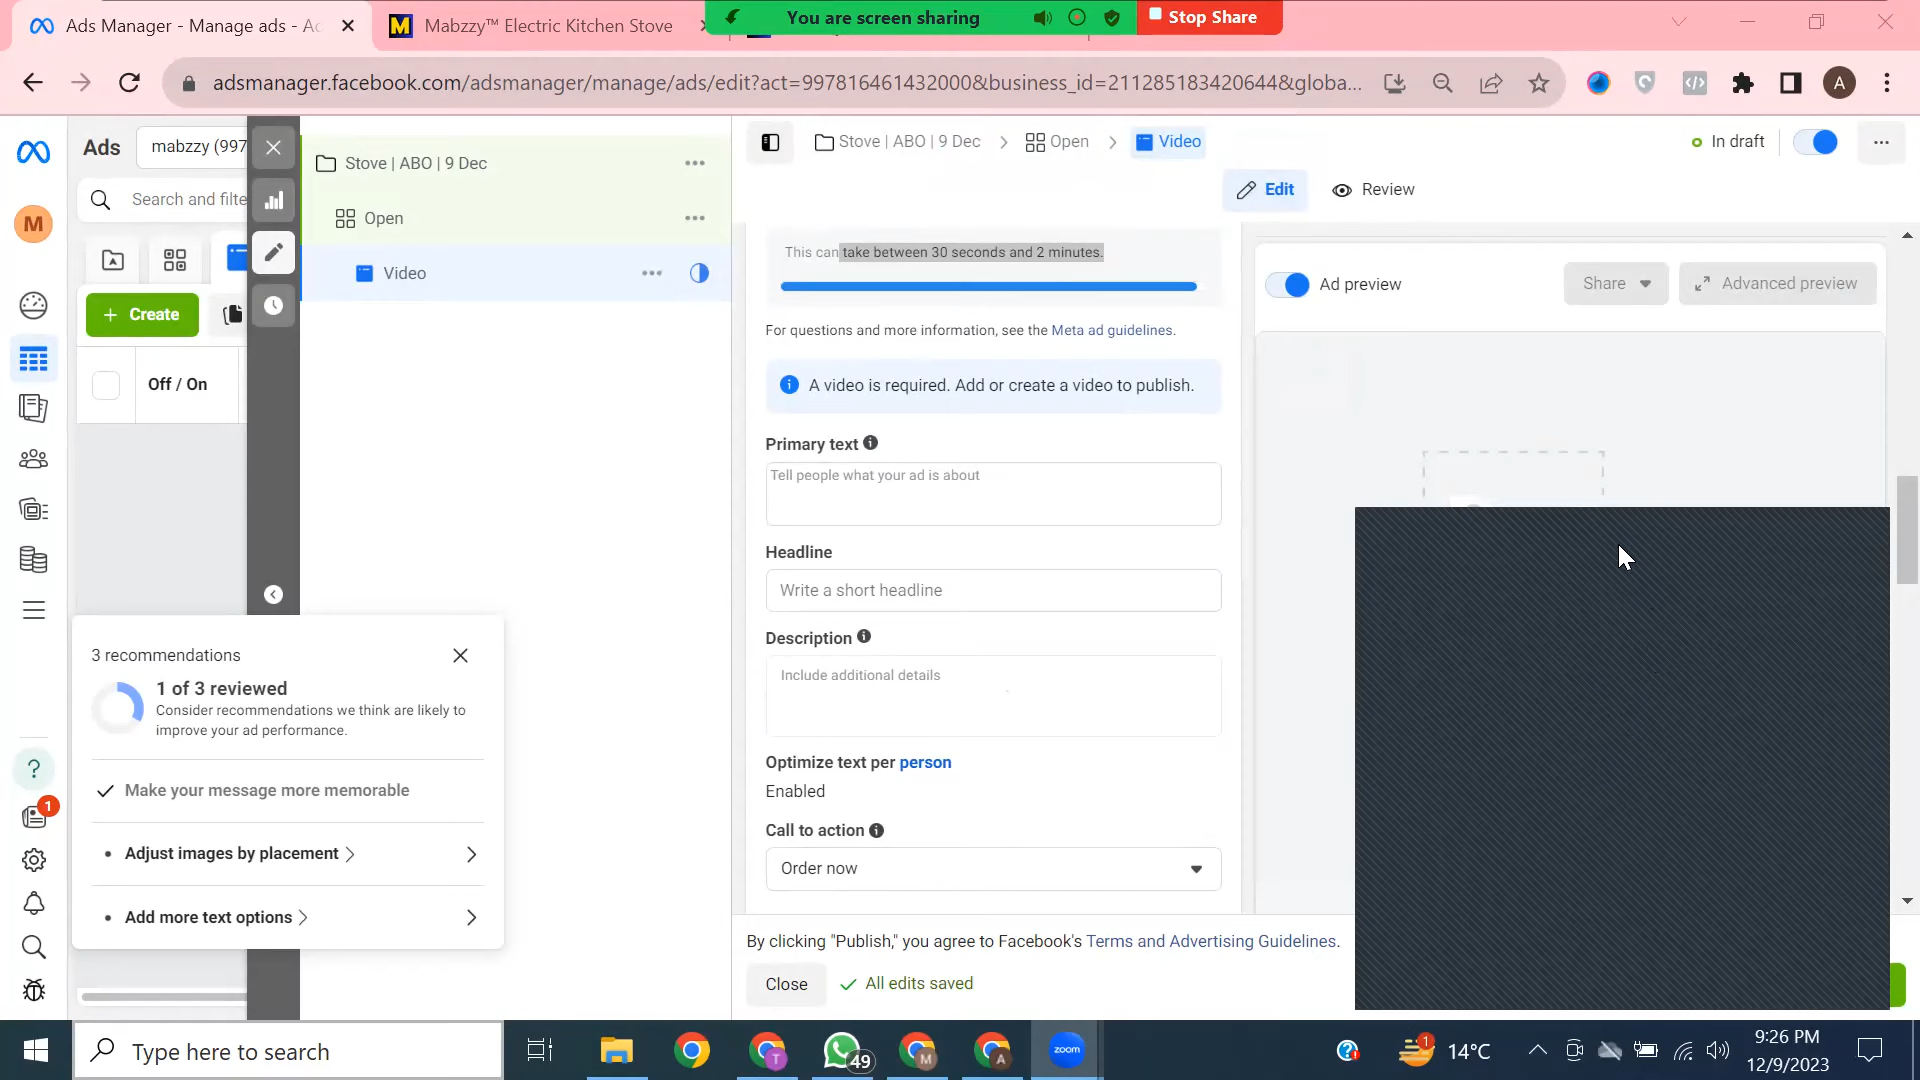 Ads Manager - Manage ads - Ac
Mabzzy™ Electric Kitchen Stove
You are screen sharing
Stop Share
adsmanager.facebook.com/adsmanager/manage/ads/edit?act=997816461432000&business_id=211285183420644&globa...
A
Ads
mabzzy (997
Search and filte
M
Create
Off / On
Stove | ABO | 9 Dec
Open
Video
Stove | ABO | 9 Dec
Open
Video
In draft
Edit
Review
This can take between 30 seconds and 2 minutes.
For questions and more information, see the Meta ad guidelines.
A video is required. Add or create a video to publish.
Primary text
Tell people what your ad is about
Headline
Write a short headline
Description
Include additional details
Optimize text per person
Enabled
Call to action
Order now
Ad preview
Share
Advanced preview
3 recommendations
1 of 3 reviewed
Consider recommendations we think are likely to
improve your ad performance.
Make your message more memorable
Adjust images by placement
Add more text options
1
By clicking "Publish," you agree to Facebook's Terms and Advertising Guidelines.
Close
All edits saved
Type here to search
T
49
M
A
zoom
1
14°C
9:26 PM
12/9/2023